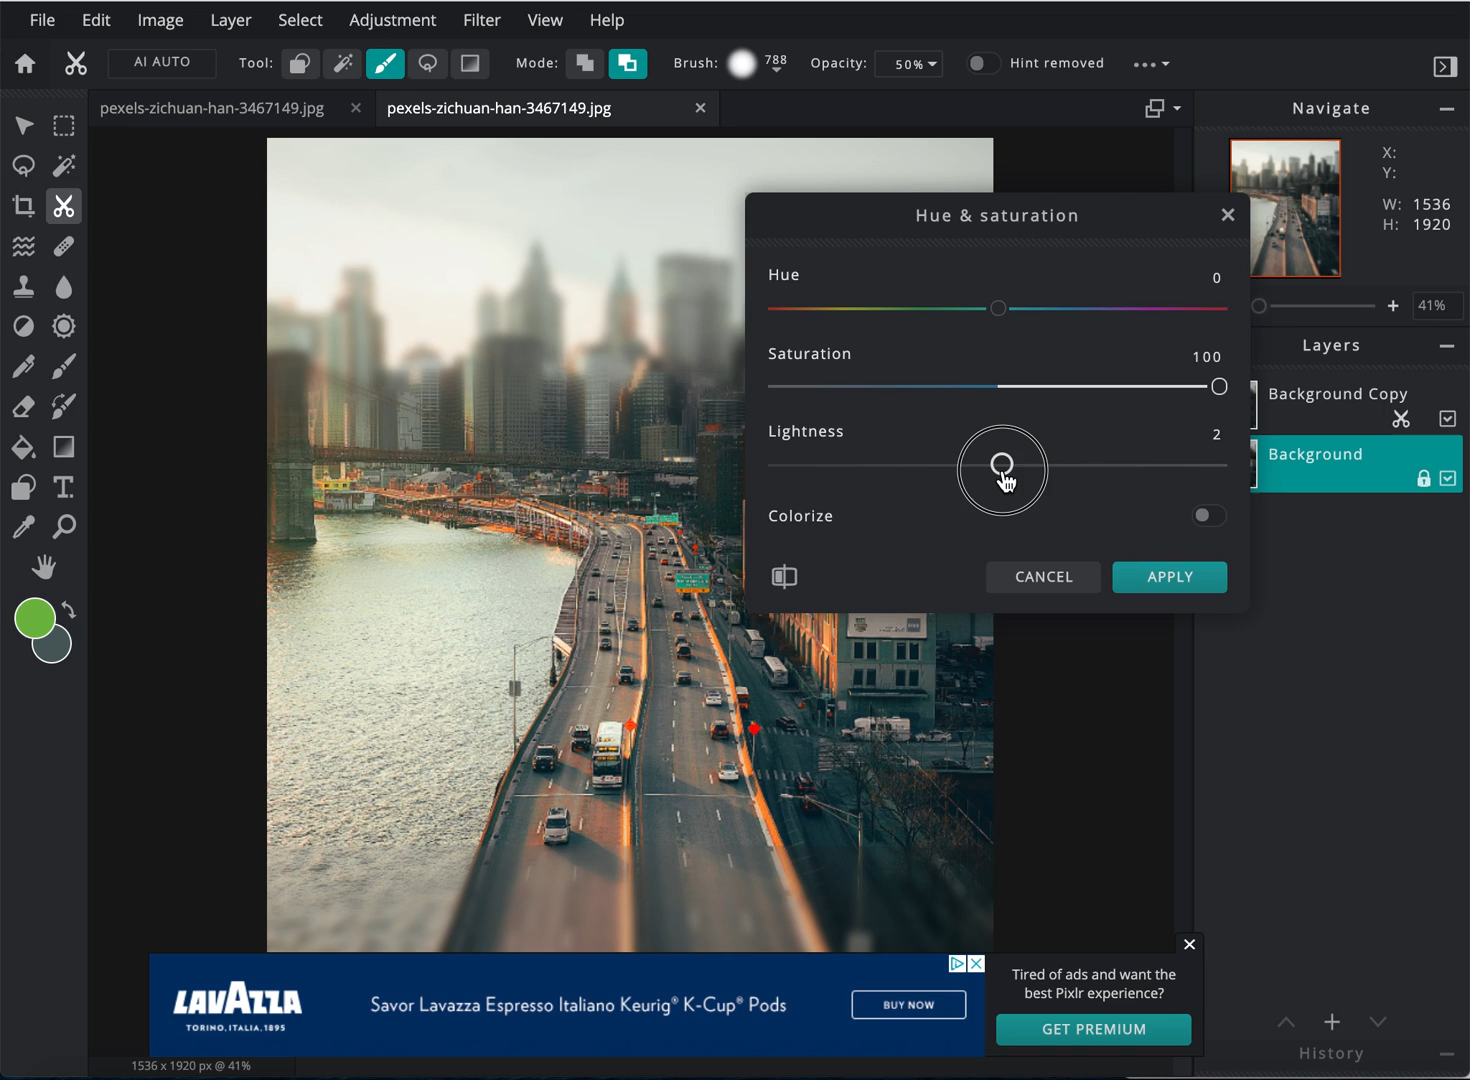 File Edit Image Layer Select Adjustment Filter View Help
AI AUTO Tool: Mode: Brush: 788 Opacity: 50% Hint removed
pexels-zichuan-han-3467149.jpg pexels-zichuan-han-3467149.jpg
Navigate
X:
Y:
W: 1536
H: 1920
41%
Hue & saturation
Hue 0
Saturation 100
Lightness 2
Colorize
CANCEL APPLY
Layers
Background Copy
Background
LAVAZZA
TORINO, ITALIA, 1895
Savor Lavazza Espresso Italiano Keurig® K-Cup® Pods
BUY NOW
Tired of ads and want the
best Pixlr experience?
GET PREMIUM
History
1536 x 1920 px @ 41%